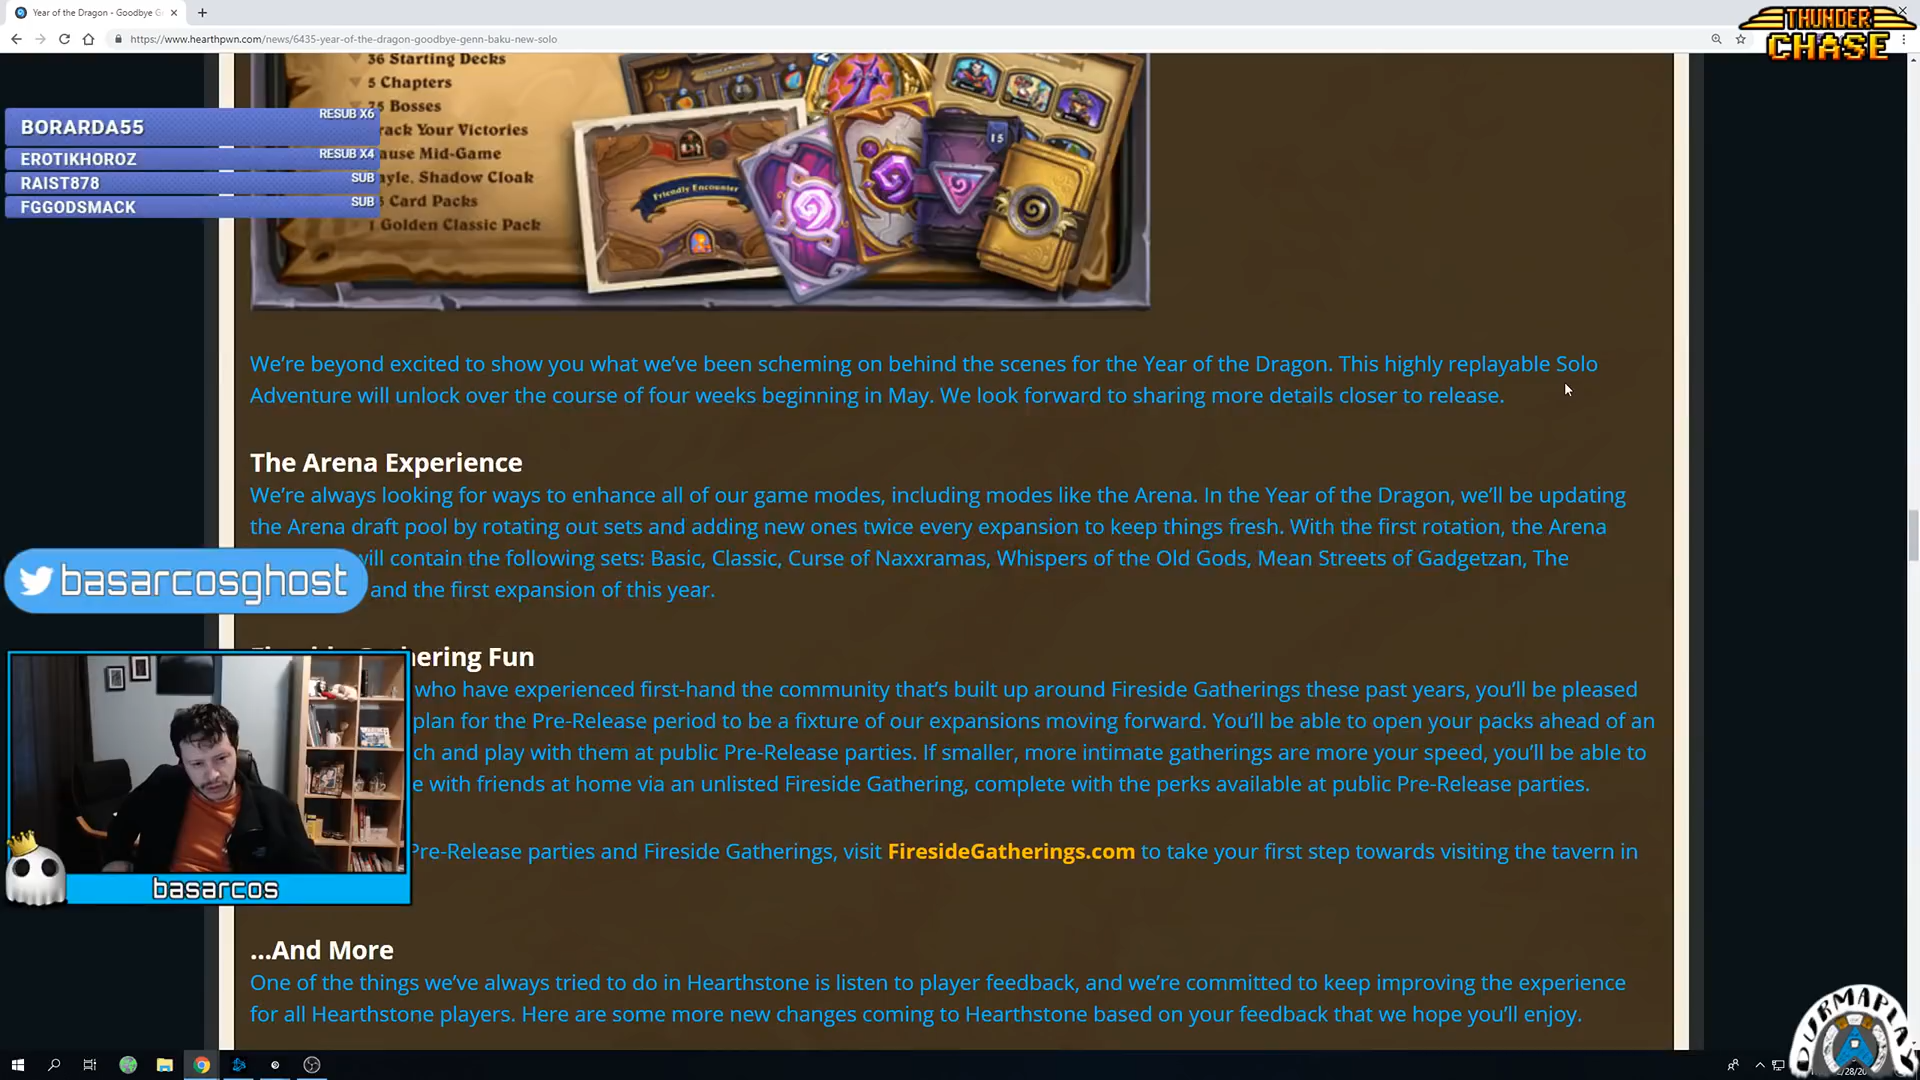 Year of the Dragon - Goodbye G
https://www.hearthpwn.com/news/6435-year-of-the-dragon-goodbye-genn-baku-new-solo
THUNDER
CHASE
36 Starting Decks
5 Chapters
75 Bosses
rack Your Victories
ause Mid-Game
ayle, Shadow Cloak
Card Packs
1 Golden Classic Pack
Friendly Encounter
15
BORARDA55 RESUB X6
EROTIKHOROZ RESUB X4
RAIST878 SUB
FGGODSMACK SUB
We're beyond excited to show you what we've been scheming on behind the scenes for the Year of the Dragon. This highly replayable Solo
Adventure will unlock over the course of four weeks beginning in May. We look forward to sharing more details closer to release.
The Arena Experience
We're always looking for ways to enhance all of our game modes, including modes like the Arena. In the Year of the Dragon, we'll be updating
the Arena draft pool by rotating out sets and adding new ones twice every expansion to keep things fresh. With the first rotation, the Arena
will contain the following sets: Basic, Classic, Curse of Naxxramas, Whispers of the Old Gods, Mean Streets of Gadgetzan, The
and the first expansion of this year.
basarcosghost
hering Fun
who have experienced first-hand the community that's built up around Fireside Gatherings these past years, you'll be pleased
plan for the Pre-Release period to be a fixture of our expansions moving forward. You'll be able to open your packs ahead of an
ch and play with them at public Pre-Release parties. If smaller, more intimate gatherings are more your speed, you'll be able to
e with friends at home via an unlisted Fireside Gathering, complete with the perks available at public Pre-Release parties.
Pre-Release parties and Fireside Gatherings, visit FiresideGatherings.com to take your first step towards visiting the tavern in
basarcos
...And More
One of the things we've always tried to do in Hearthstone is listen to player feedback, and we're committed to keep improving the experience
for all Hearthstone players. Here are some more new changes coming to Hearthstone based on your feedback that we hope you'll enjoy.
DURMAPLAY